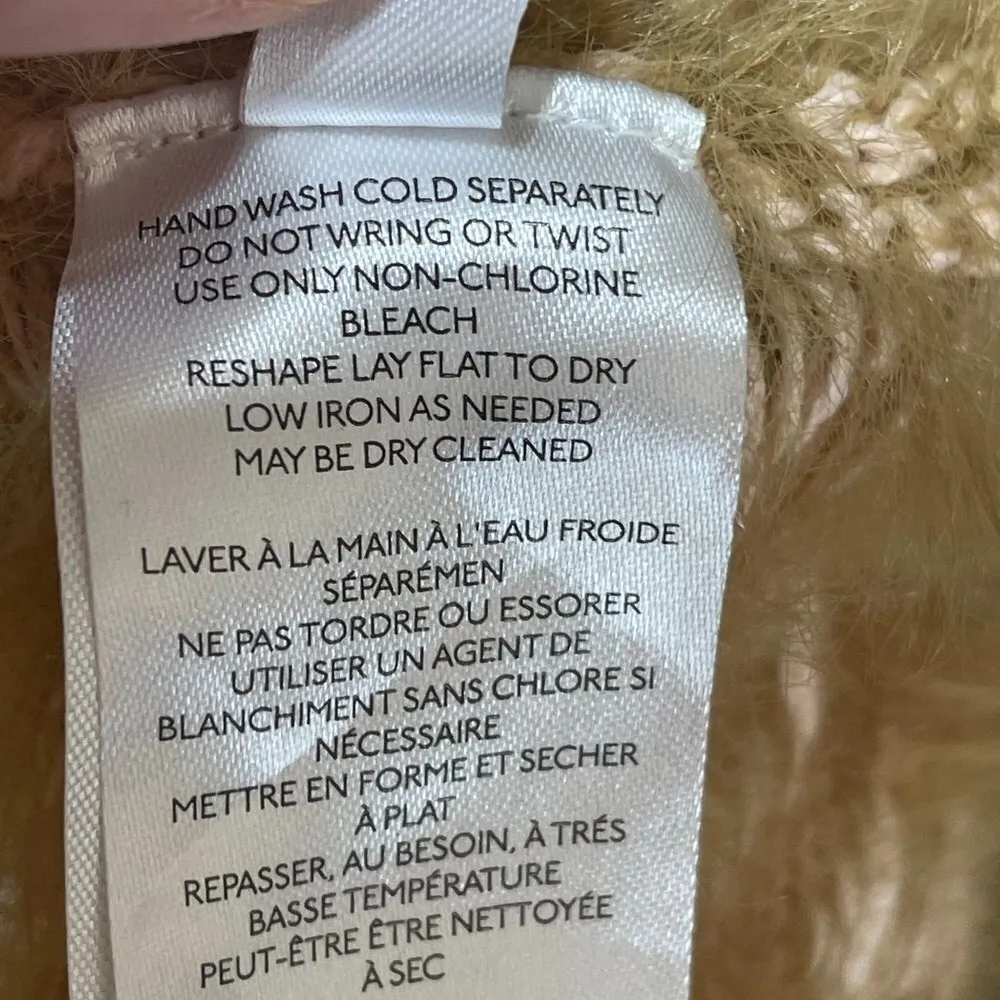 HAND WASH COLD SEPARATELY
DO NOT WRING OR TWIST
USE ONLY NON-CHLORINE
BLEACH
RESHAPE LAY FLAT TO DRY
LOW IRON AS NEEDED
MAY BE DRY CLEANED
LAVER À LA MAIN À L'EAU FROIDE
SÉPARÉMEN
NE PAS TORDRE OU ESSORER
UTILISER UN AGENT DE
BLANCHIMENT SANS CHLORE SI
NÉCESSAIRE
METTRE EN FORME ET SECHER
À PLAT
REPASSER, AU BESOIN, À TRÉS
BASSE TEMPÉRATURE
PEUT-ÊTRE ÊTRE NETTOYÉE
À SEC